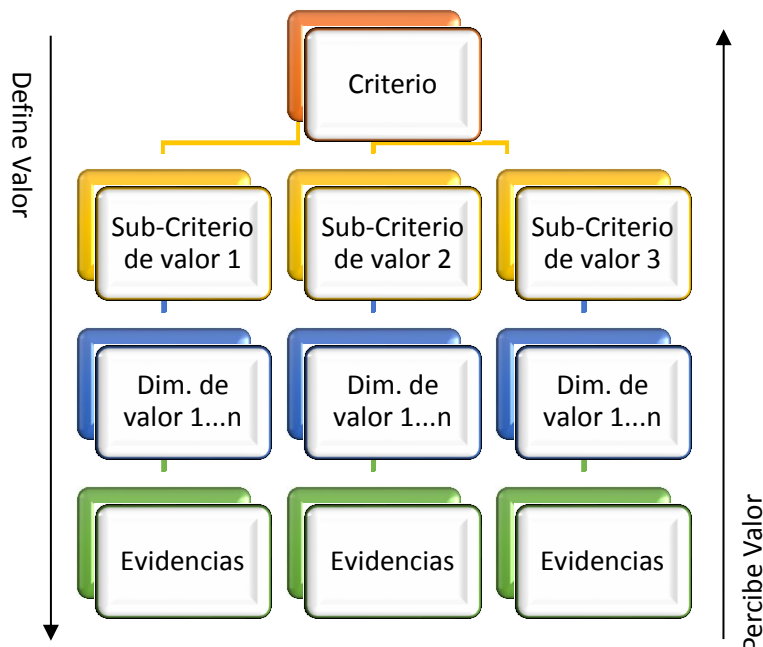 Define Valor
Criterio
Sub-Criterio
de valor 1
Sub-Criterio
de valor 2
Sub-Criterio
de valor 3
Dim. de
valor 1...n
Dim. de
valor 1...n
Dim. de
valor 1...n
Evidencias
Evidencias
Evidencias
Percibe Valor